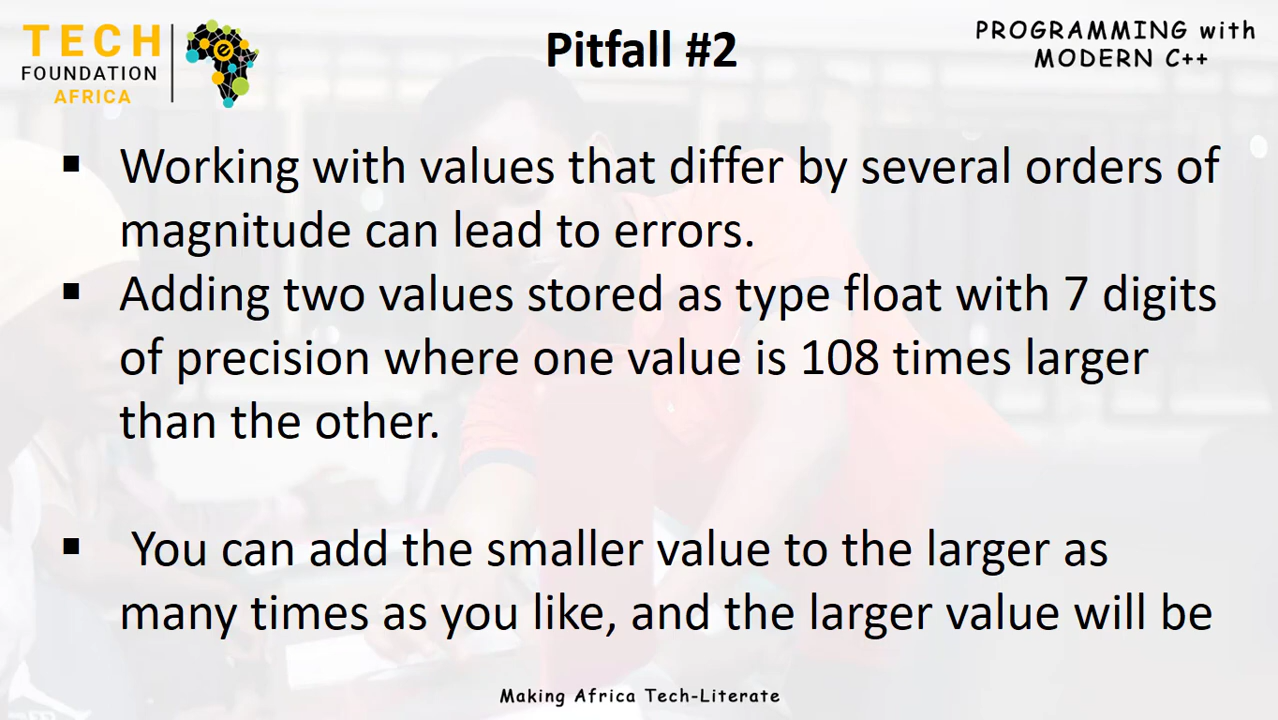 TECH
FOUNDATION
AFRICA
e
Pitfall #2
PROGRAMMING with
MODERN C++
▪ Working with values that differ by several orders of
magnitude can lead to errors.
▪ Adding two values stored as type float with 7 digits
of precision where one value is 108 times larger
than the other.
▪ You can add the smaller value to the larger as
many times as you like, and the larger value will be
Making Africa Tech-Literate